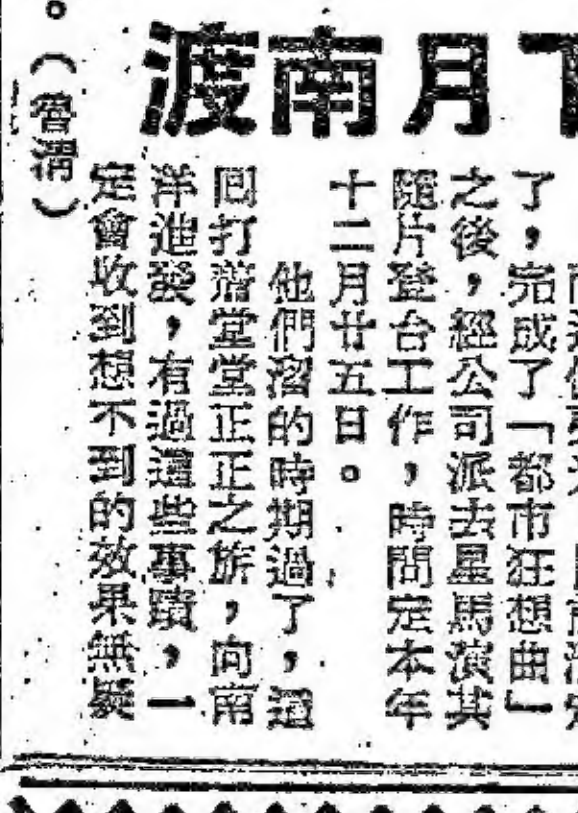 下月南渡
了，完成了「都市狂想曲」
之後，經公司派去星馬演其
隨片登台工作，時間定本年
十二月廿五日。
他們溜的時期過了，這
回打着堂堂正正之旂，向南
洋進發，有過這些事蹟，一
定會收到想不到的效果無疑
。（渭）